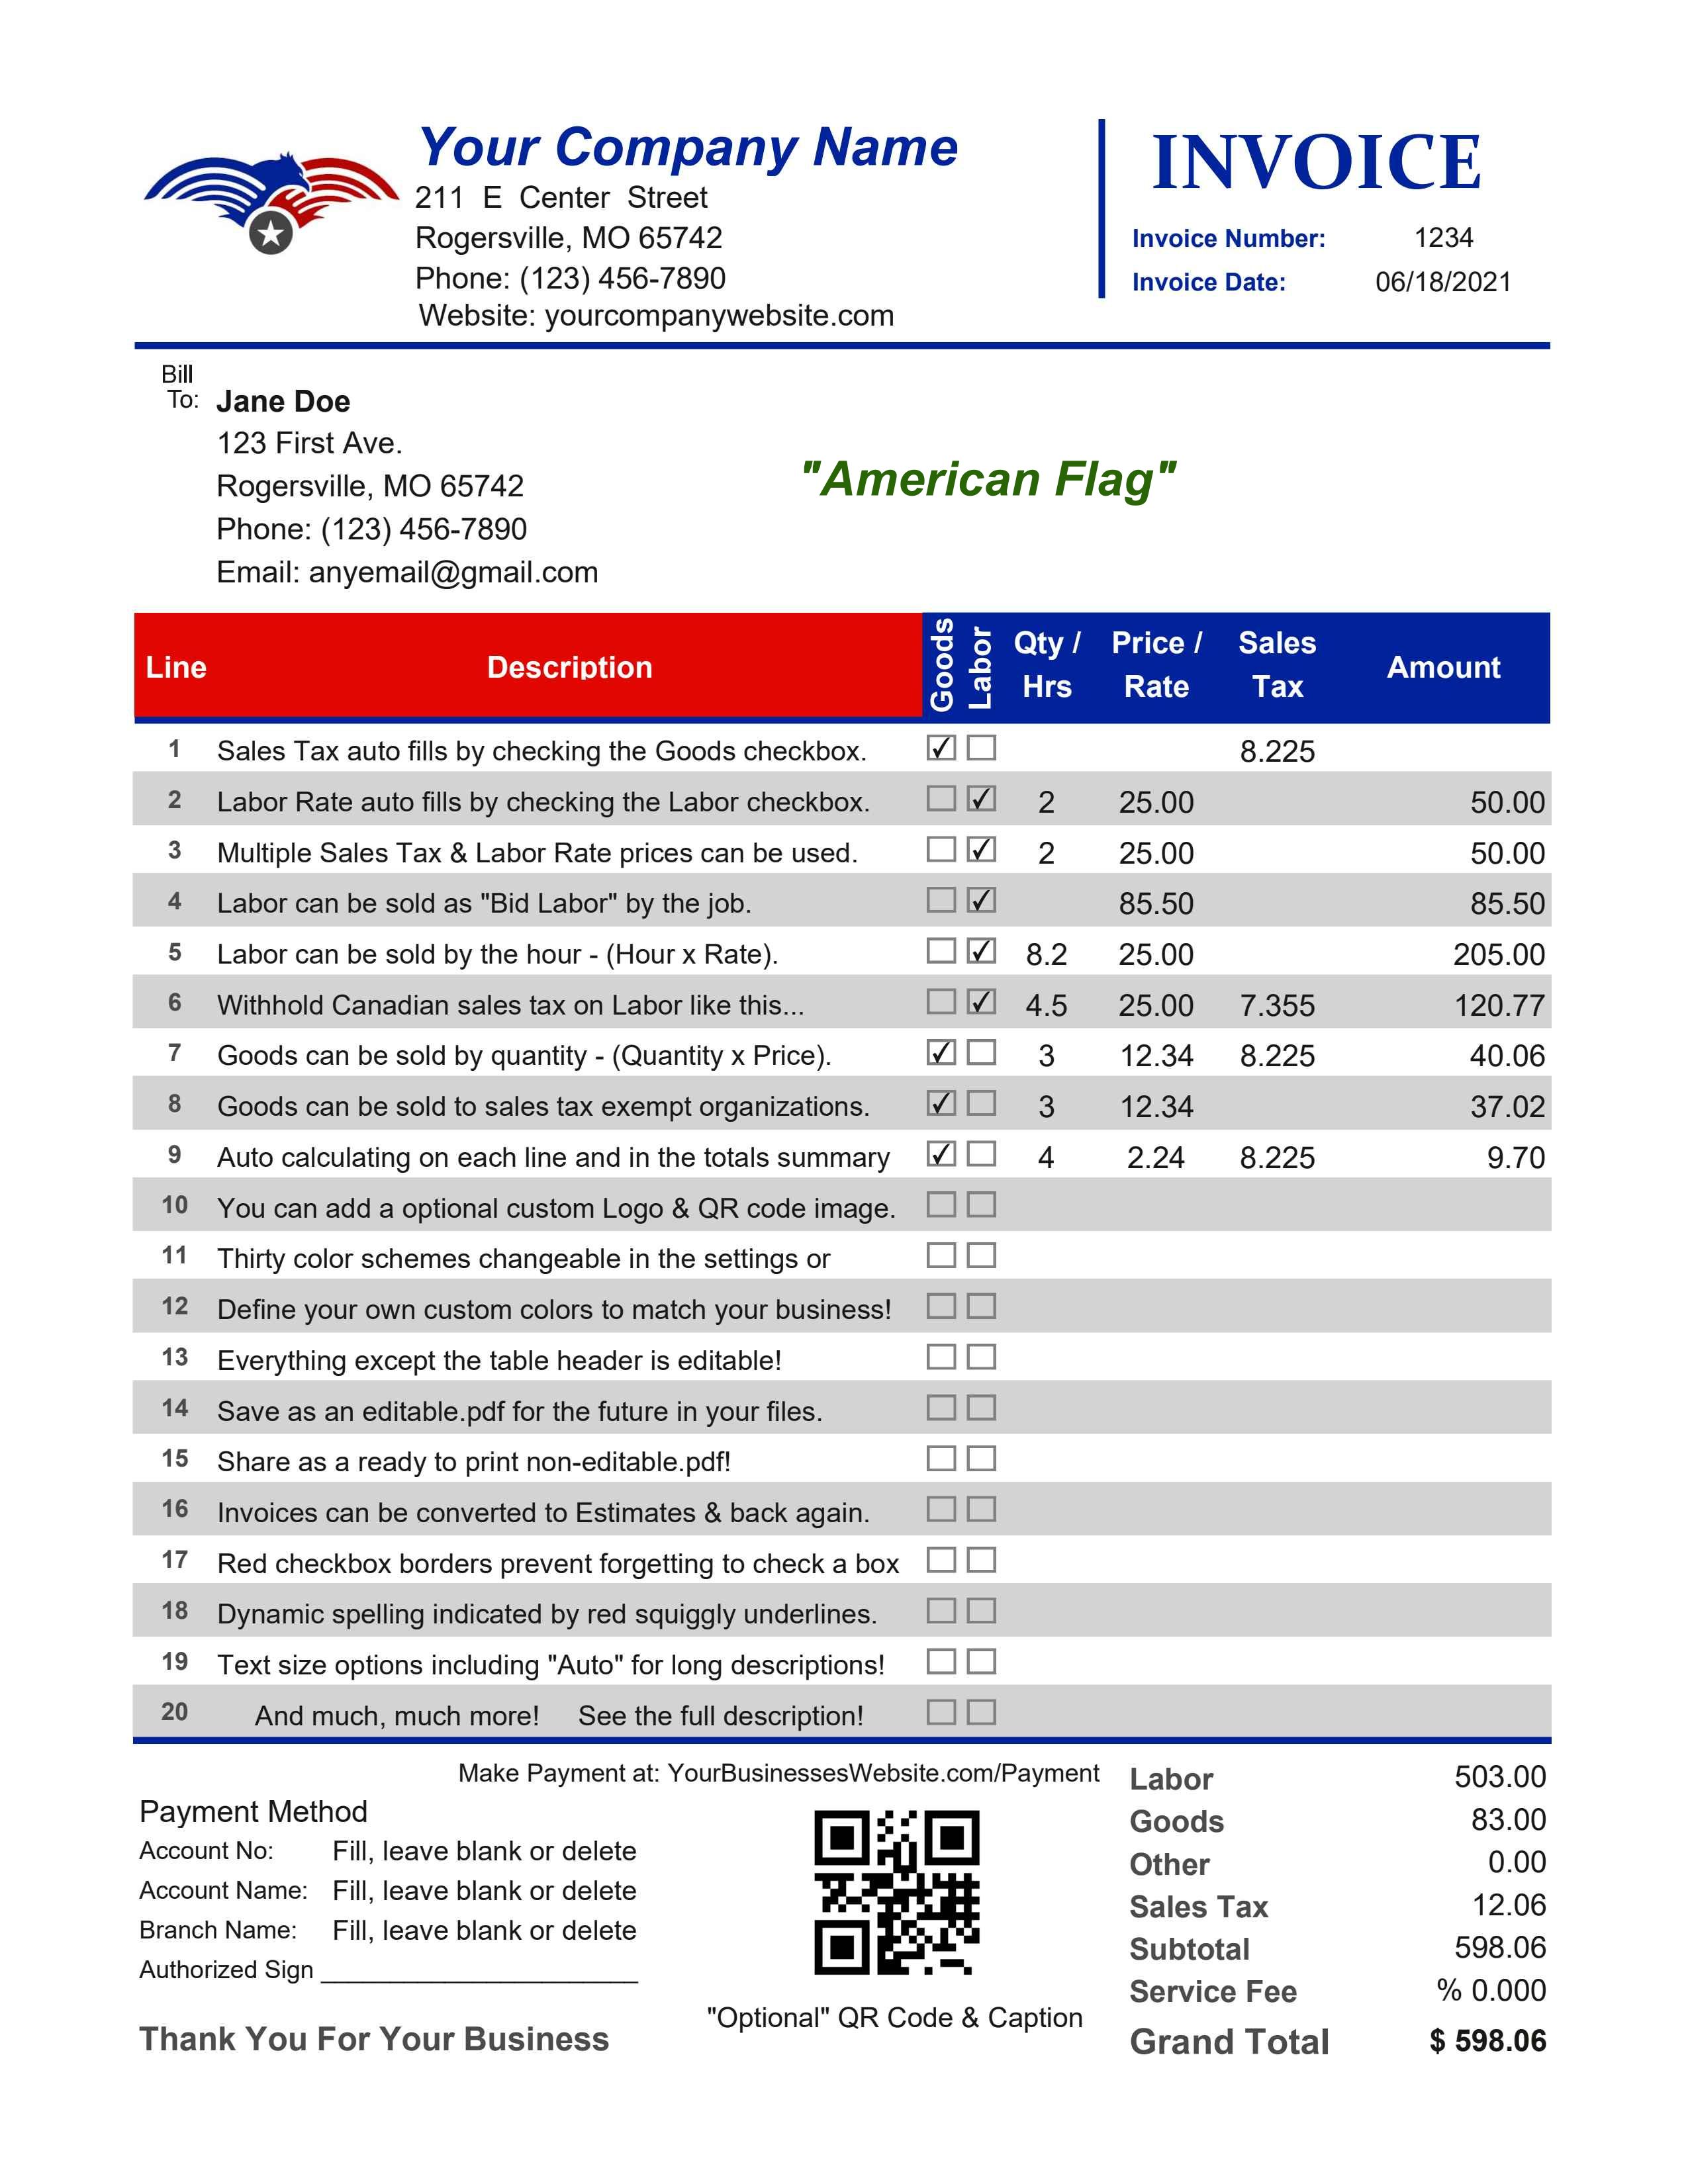 Your Company Name
211 E Center Street
Rogersville, MO 65742
Phone: (123) 456-7890
Website: yourcompanywebsite.com
INVOICE
Invoice Number: 1234
Invoice Date: 06/18/2021
Bill
To: Jane Doe
123 First Ave.
Rogersville, MO 65742
Phone: (123) 456-7890
Email: anyemail@gmail.com
"American Flag"
Line Description Goods Labor Qty / Hrs Price / Rate Sales Tax Amount
1 Sales Tax auto fills by checking the Goods checkbox. ✓ 8.225
2 Labor Rate auto fills by checking the Labor checkbox. ✓ 2 25.00 50.00
3 Multiple Sales Tax & Labor Rate prices can be used. ✓ 2 25.00 50.00
4 Labor can be sold as "Bid Labor" by the job. ✓ 85.50 85.50
5 Labor can be sold by the hour - (Hour x Rate). ✓ 8.2 25.00 205.00
6 Withhold Canadian sales tax on Labor like this... ✓ 4.5 25.00 7.355 120.77
7 Goods can be sold by quantity - (Quantity x Price). ✓ 3 12.34 8.225 40.06
8 Goods can be sold to sales tax exempt organizations. ✓ 3 12.34 37.02
9 Auto calculating on each line and in the totals summary ✓ 4 2.24 8.225 9.70
10 You can add a optional custom Logo & QR code image.
11 Thirty color schemes changeable in the settings or
12 Define your own custom colors to match your business!
13 Everything except the table header is editable!
14 Save as an editable.pdf for the future in your files.
15 Share as a ready to print non-editable.pdf!
16 Invoices can be converted to Estimates & back again.
17 Red checkbox borders prevent forgetting to check a box
18 Dynamic spelling indicated by red squiggly underlines.
19 Text size options including "Auto" for long descriptions!
20 And much, much more! See the full description!
Make Payment at: YourBusinessesWebsite.com/Payment
Payment Method
Account No: Fill, leave blank or delete
Account Name: Fill, leave blank or delete
Branch Name: Fill, leave blank or delete
Authorized Sign ____________________
Thank You For Your Business
"Optional" QR Code & Caption
Labor 503.00
Goods 83.00
Other 0.00
Sales Tax 12.06
Subtotal 598.06
Service Fee % 0.000
Grand Total $ 598.06